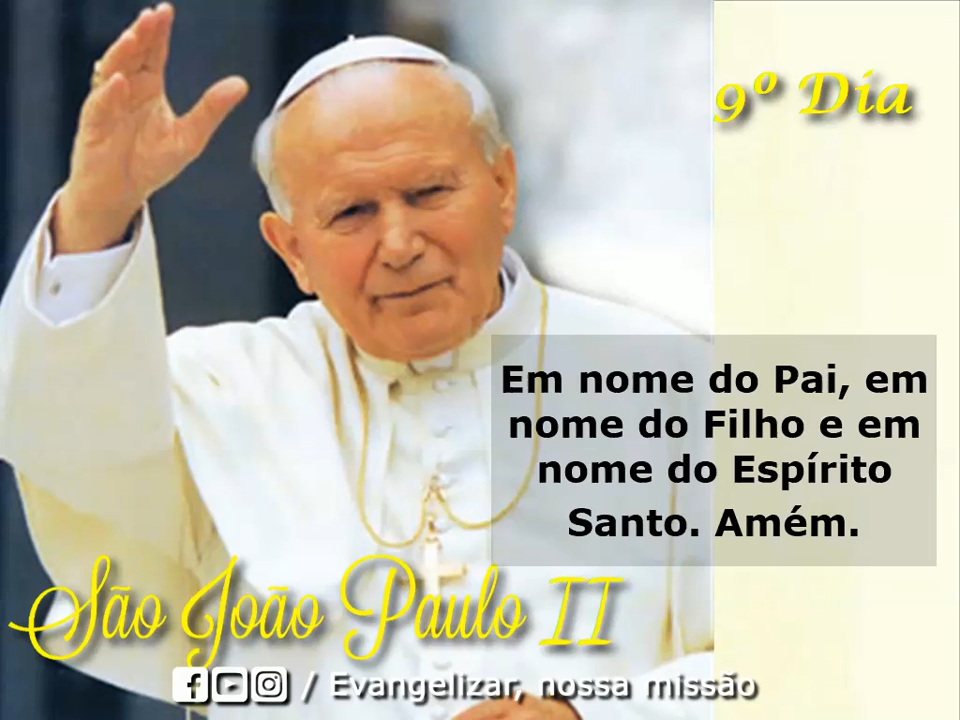 9º Dia
Em nome do Pai, em
nome do Filho e em
nome do Espírito
Santo. Amém.
São João Paulo II
/ Evangelizar, nossa missão